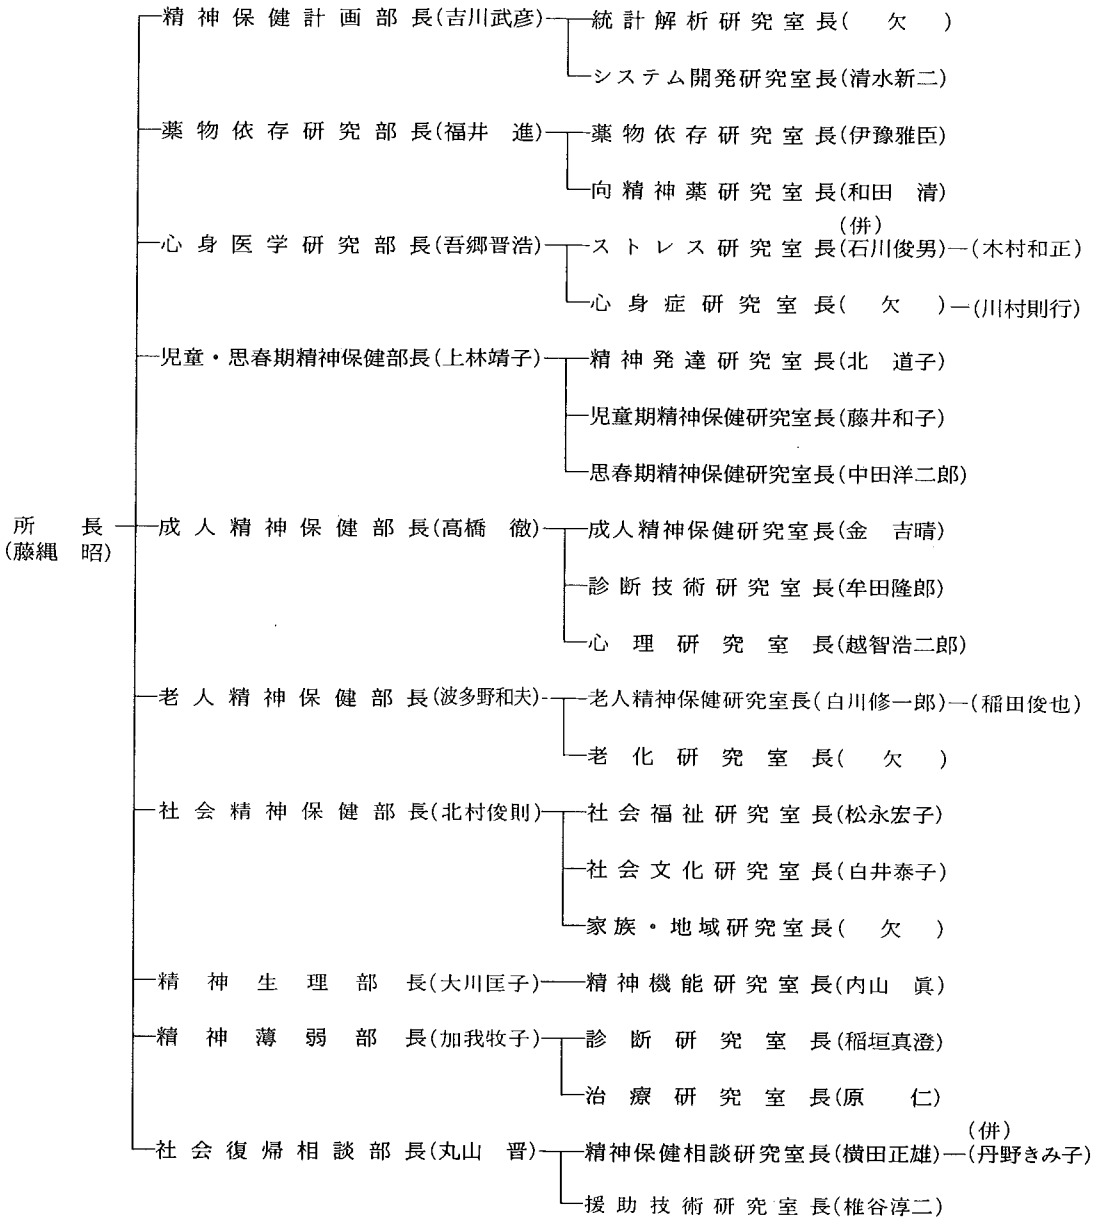 精神保健計画部長(吉川武彦) 統計解析研究室長( 欠 )
システム開発研究室長(清水新二)
薬物依存研究部長(福井 進) 薬物依存研究室長(伊豫雅臣)
向精神薬研究室長(和田 清)
(併)
心身医学研究部長(吾郷晋浩) ストレス研究室長(石川俊男)―(木村和正)
心身症研究室長( 欠 )―(川村則行)
児童・思春期精神保健部長(上林靖子) 精神発達研究室長(北 道子)
児童期精神保健研究室長(藤井和子)
思春期精神保健研究室長(中田洋二郎)
所 長 成人精神保健部長(高橋 徹) 成人精神保健研究室長(金 吉晴)
(藤縄 昭)
診断技術研究室長(牟田隆郎)
心理研究室長(越智浩二郎)
老人精神保健部長(波多野和夫) 老人精神保健研究室長(白川修一郎)―(稲田俊也)
老化研究室長( 欠 )
社会精神保健部長(北村俊則) 社会福祉研究室長(松永宏子)
社会文化研究室長(白井泰子)
家族・地域研究室長( 欠 )
精神生理部長(大川匡子) 精神機能研究室長(内山 眞)
精神薄弱部長(加我牧子) 診断研究室長(稲垣真澄)
治療研究室長(原 仁)
(併)
社会復帰相談部長(丸山 晋) 精神保健相談研究室長(横田正雄)―(丹野きみ子)
援助技術研究室長(椎谷淳二)